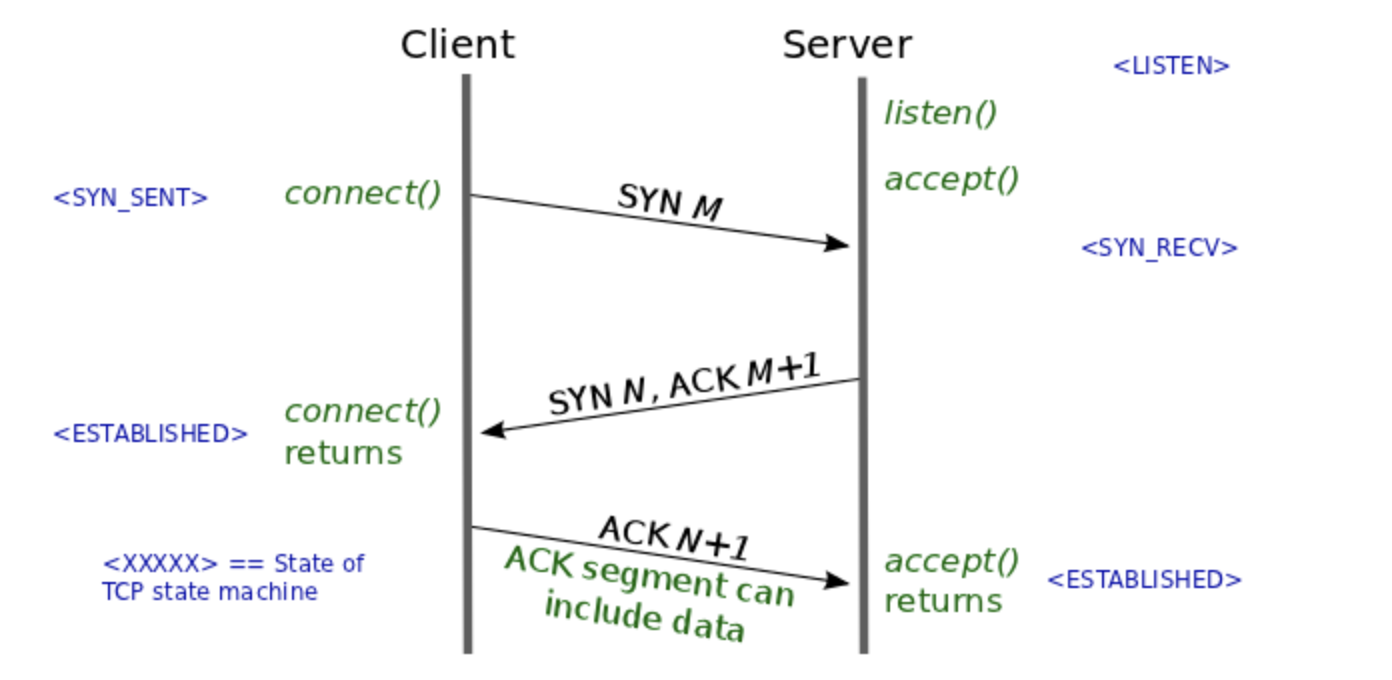 Client
Server
<LISTEN>
listen()
accept()
<SYN_SENT>
connect()
SYN M
<SYN_RECV>
SYN N, ACK M+1
<ESTABLISHED>
connect()
returns
ACK N+1
ACK segment can
include data
accept()
returns
<ESTABLISHED>
<XXXXX> == State of
TCP state machine